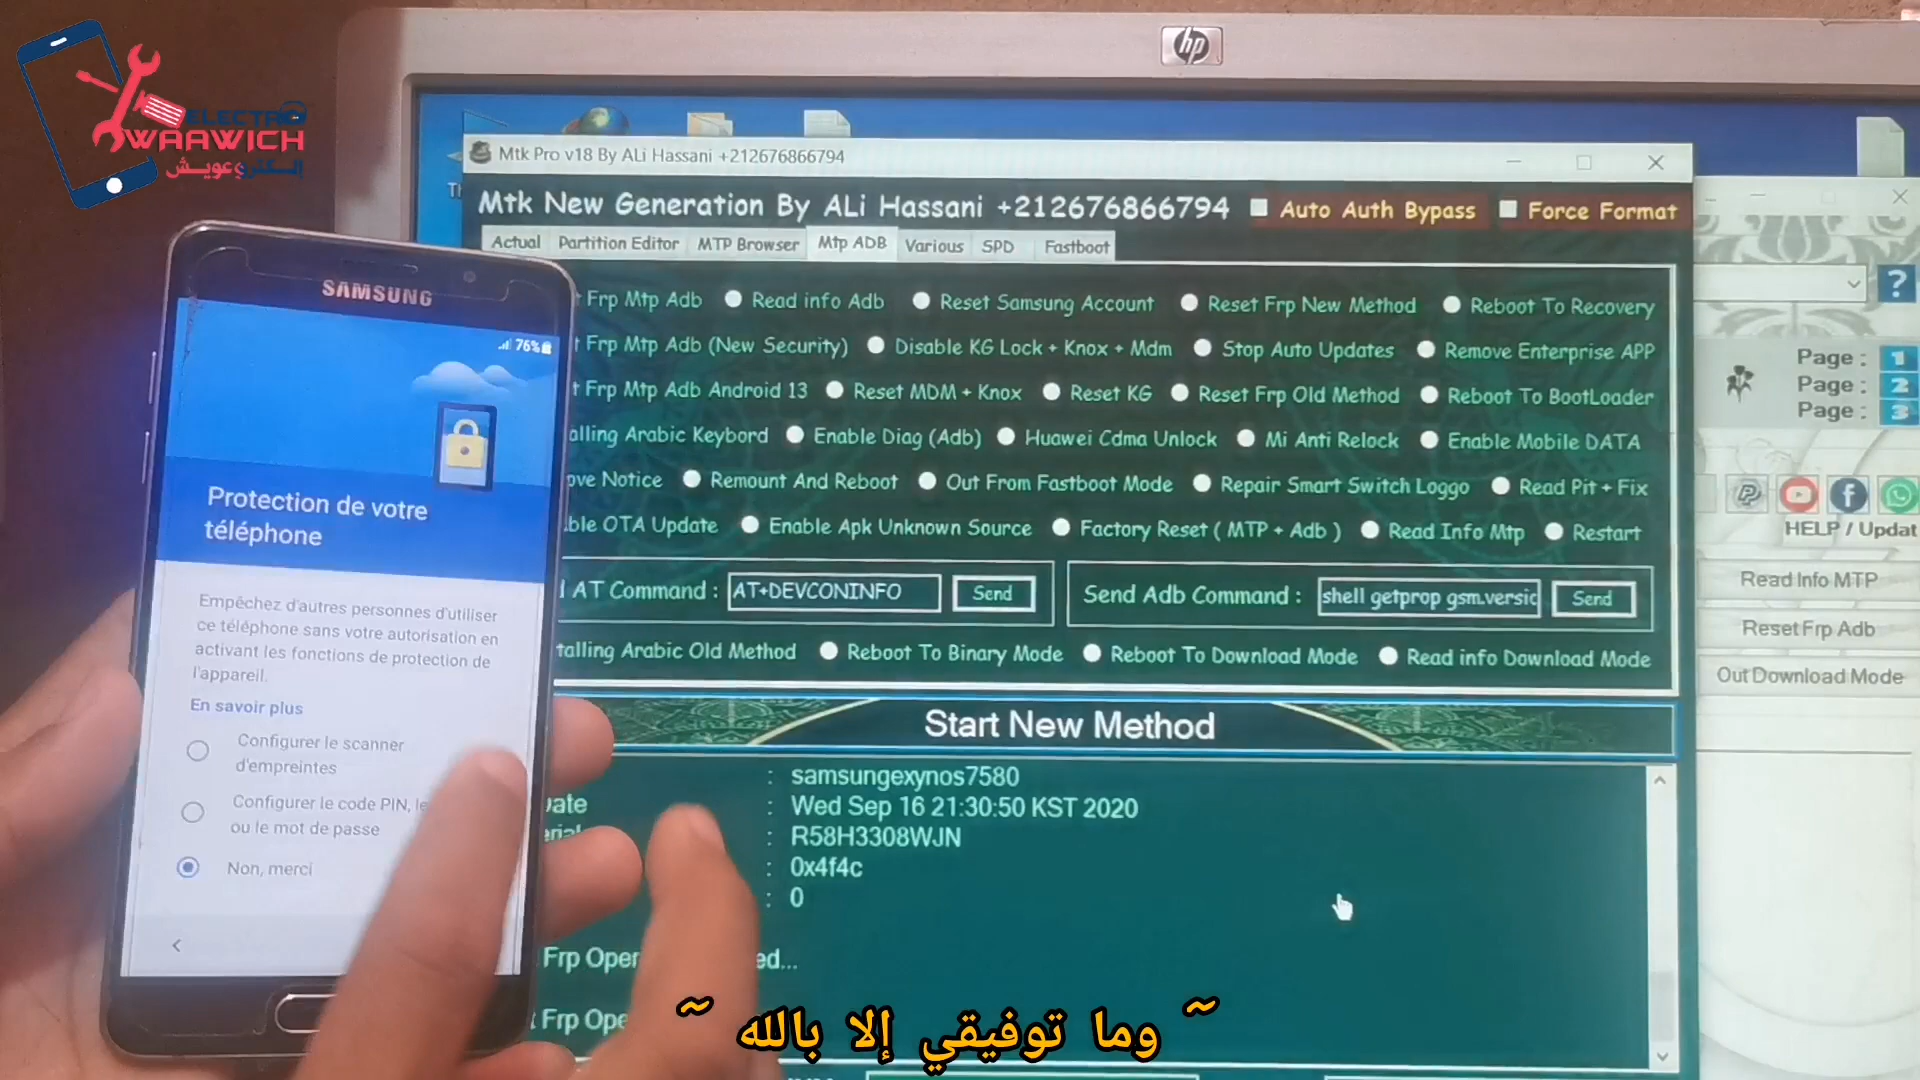 ELECTRO
WAAWICH
إلكتروعويش
hp
SAMSUNG
76%
Protection de votre
téléphone
Empêchez d'autres personnes d'utiliser
ce téléphone sans votre autorisation en
activant les fonctions de protection de
l'appareil.
En savoir plus
Configurer le scanner
d'empreintes
Configurer le code PIN, le
ou le mot de passe
Non, merci
Mtk Pro v18 By ALi Hassani +212676866794
Mtk New Generation By ALi Hassani +212676866794 Auto Auth Bypass Force Format
Actual Partition Editor MTP Browser Mtp ADB Various SPD Fastboot
Frp Mtp Adb Read info Adb Reset Samsung Account Reset Frp New Method Reboot To Recovery
Frp Mtp Adb (New Security) Disable KG Lock + Knox + Mdm Stop Auto Updates Remove Enterprise APP
Frp Mtp Adb Android 13 Reset MDM + Knox Reset KG Reset Frp Old Method Reboot To BootLoader
alling Arabic Keybord Enable Diag (Adb) Huawei Cdma Unlock Mi Anti Relock Enable Mobile DATA
ove Notice Remount And Reboot Out From Fastboot Mode Repair Smart Switch Loggo Read Pit + Fix
ble OTA Update Enable Apk Unknown Source Factory Reset ( MTP + Adb ) Read Info Mtp Restart
AT Command : AT+DEVCONINFO Send Send Adb Command : shell getprop gsm.versic Send
talling Arabic Old Method Reboot To Binary Mode Reboot To Download Mode Read info Download Mode
Start New Method
: samsungexynos7580
: Wed Sep 16 21:30:50 KST 2020
: R58H3308WJN
: 0x4f4c
: 0
Frp Oper ed...
Frp Ope
?
Page : 1
Page : 2
Page : 3
HELP / Updat
Read Info MTP
Reset Frp Adb
Out Download Mode
~ وما توفيقي إلا بالله ~